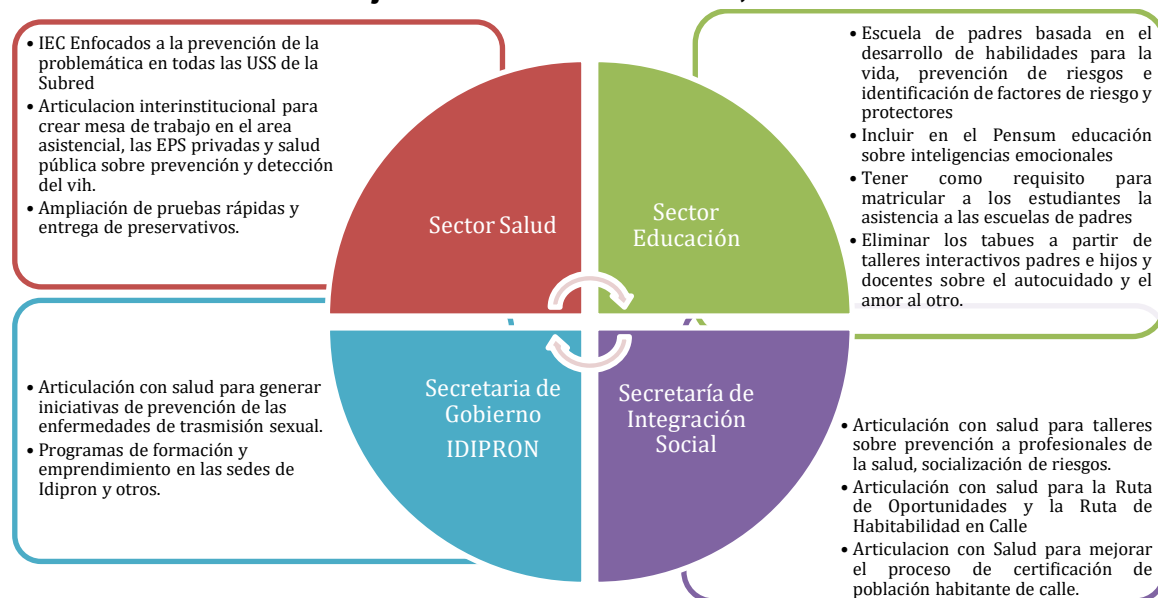 • IEC Enfocados a la prevención de la
problemática en todas las USS de la
Subred
• Articulacion interinstitucional para
crear mesa de trabajo en el area
asistencial, las EPS privadas y salud
pública sobre prevención y detección
del vih.
• Ampliación de pruebas rápidas y
entrega de preservativos.
Sector Salud
Sector
Educación
• Escuela de padres basada en el
desarrollo de habilidades para la
vida, prevención de riesgos e
identificación de factores de riesgo y
protectores
• Incluir en el Pensum educación
sobre inteligencias emocionales
• Tener como requisito para
matricular a los estudiantes la
asistencia a las escuelas de padres
• Eliminar los tabues a partir de
talleres interactivos padres e hijos y
docentes sobre el autocuidado y el
amor al otro.
• Articulación con salud para generar
iniciativas de prevención de las
enfermedades de trasmisión sexual.
• Programas de formación y
emprendimiento en las sedes de
Idipron y otros.
Secretaria de
Gobierno
IDIPRON
Secretaría de
Integración
Social
• Articulación con salud para talleres
sobre prevención a profesionales de
la salud, socialización de riesgos.
• Articulación con salud para la Ruta
de Oportunidades y la Ruta de
Habitabilidad en Calle
• Articulacion con Salud para mejorar
el proceso de certificación de
población habitante de calle.